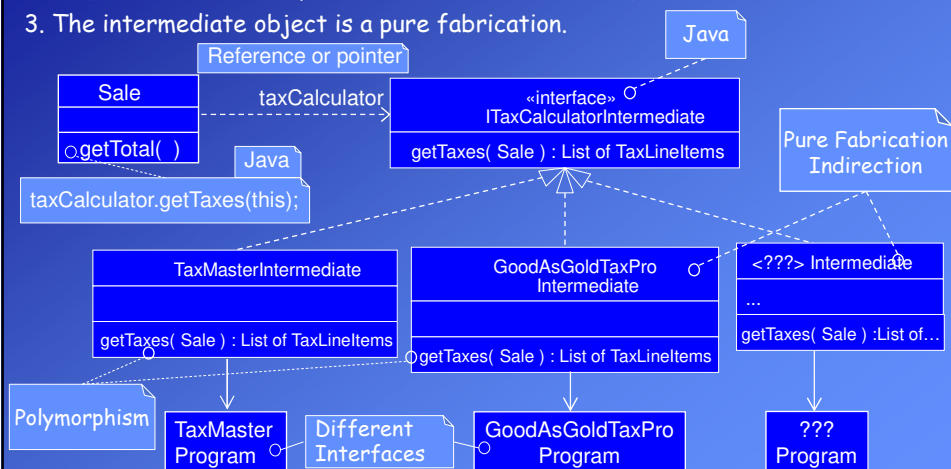 3. The intermediate object is a pure fabrication.
Java
Reference or pointer
Sale
taxCalculator
«interface»
ITaxCalculatorIntermediate
getTotal( )
getTaxes( Sale ) : List of TaxLineItems
Pure Fabrication
Indirection
Java
taxCalculator.getTaxes(this);
TaxMasterIntermediate
GoodAsGoldTaxPro
Intermediate
<???> Intermediate
...
getTaxes( Sale ) : List of TaxLineItems
getTaxes( Sale ) : List of TaxLineItems
getTaxes( Sale ) :List of...
Polymorphism
TaxMaster
Program
Different
Interfaces
GoodAsGoldTaxPro
Program
???
Program